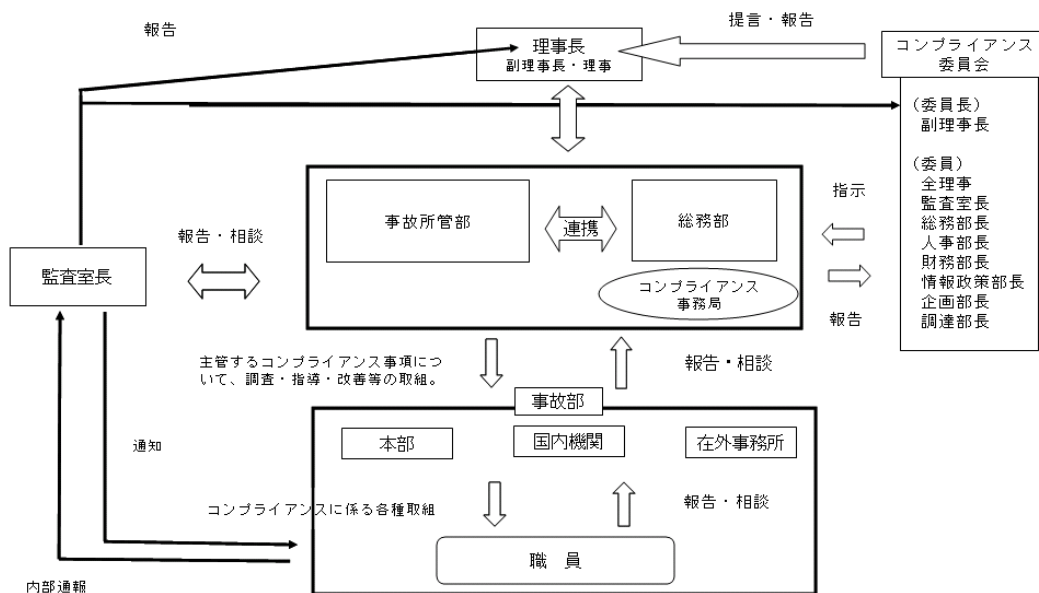 提言・報告
報告
理事長
副理事長・理事
コンプライアンス
委員会
(委員長)
副理事長
(委員)
全理事
監査室長
総務部長
人事部長
財務部長
情報政策部長
企画部長
調達部長
指示
報告
事故所管部
連携
総務部
コンプライアンス
事務局
報告・相談
監査室長
主管するコンプライアンス事項につ
いて、調査・指導・改善等の取組。
報告・相談
事故部
本部
国内機関
在外事務所
通知
コンプライアンスに係る各種取組
報告・相談
職 員
内部通報